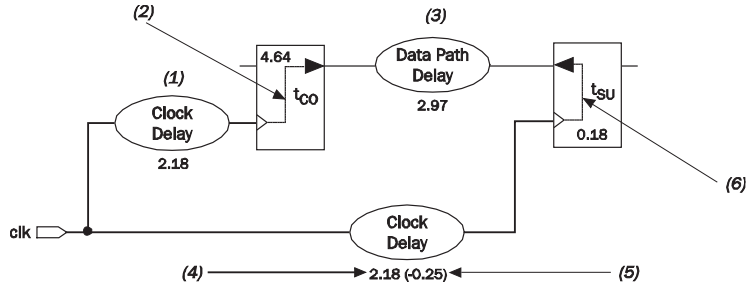 (2)
(3)
(1)
4.64
tCO
Data Path
Delay
2.97
tSU
0.18
Clock
Delay
2.18
(6)
clk
Clock
Delay
(4)
2.18 (-0.25)
(5)